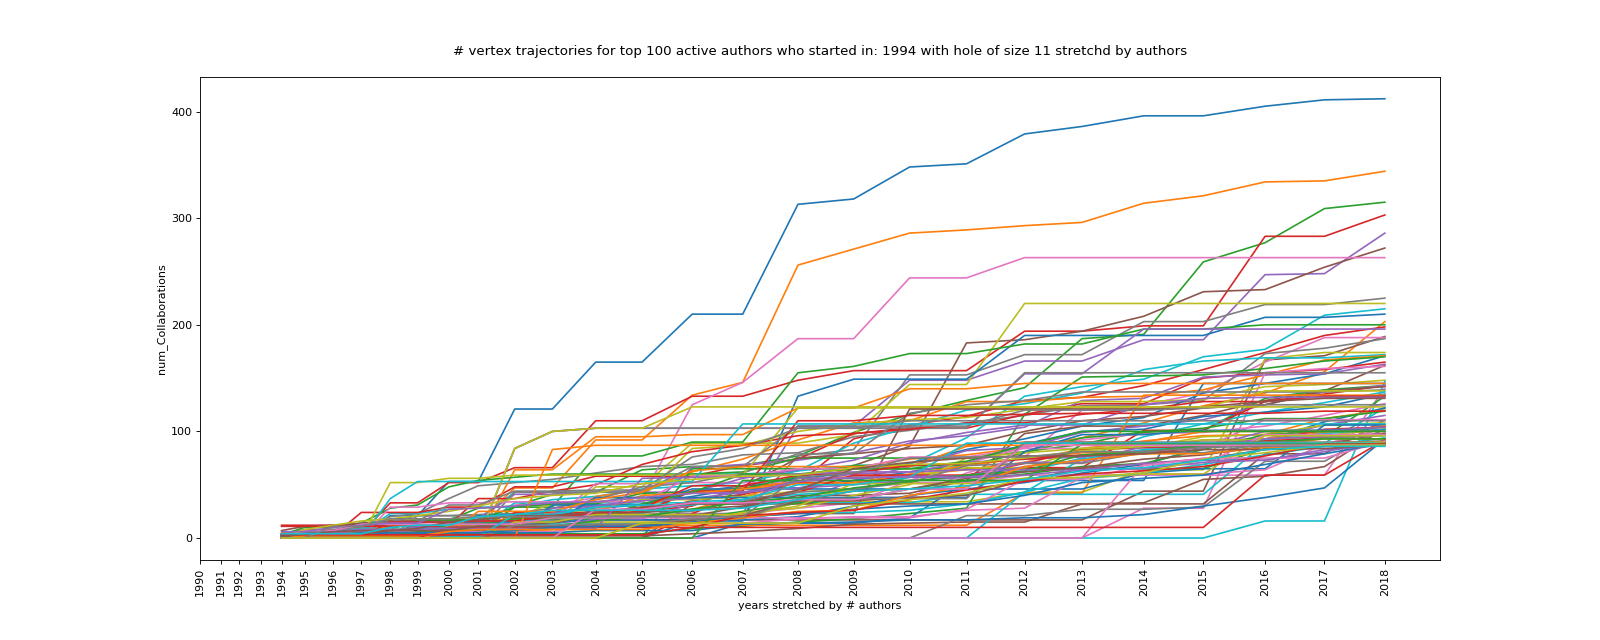 # vertex trajectories for top 100 active authors who started in: 1994 with hole of size 11 stretchd by authors
num_Collaborations
400
300
200
100
0
1990 1991 1992 1993 1994 1995 1996 1997 1998 1999 2000 2001 2002 2003 2004 2005 2006 2007 2008 2009 2010 2011 2012 2013 2014 2015 2016 2017 2018
years stretched by # authors